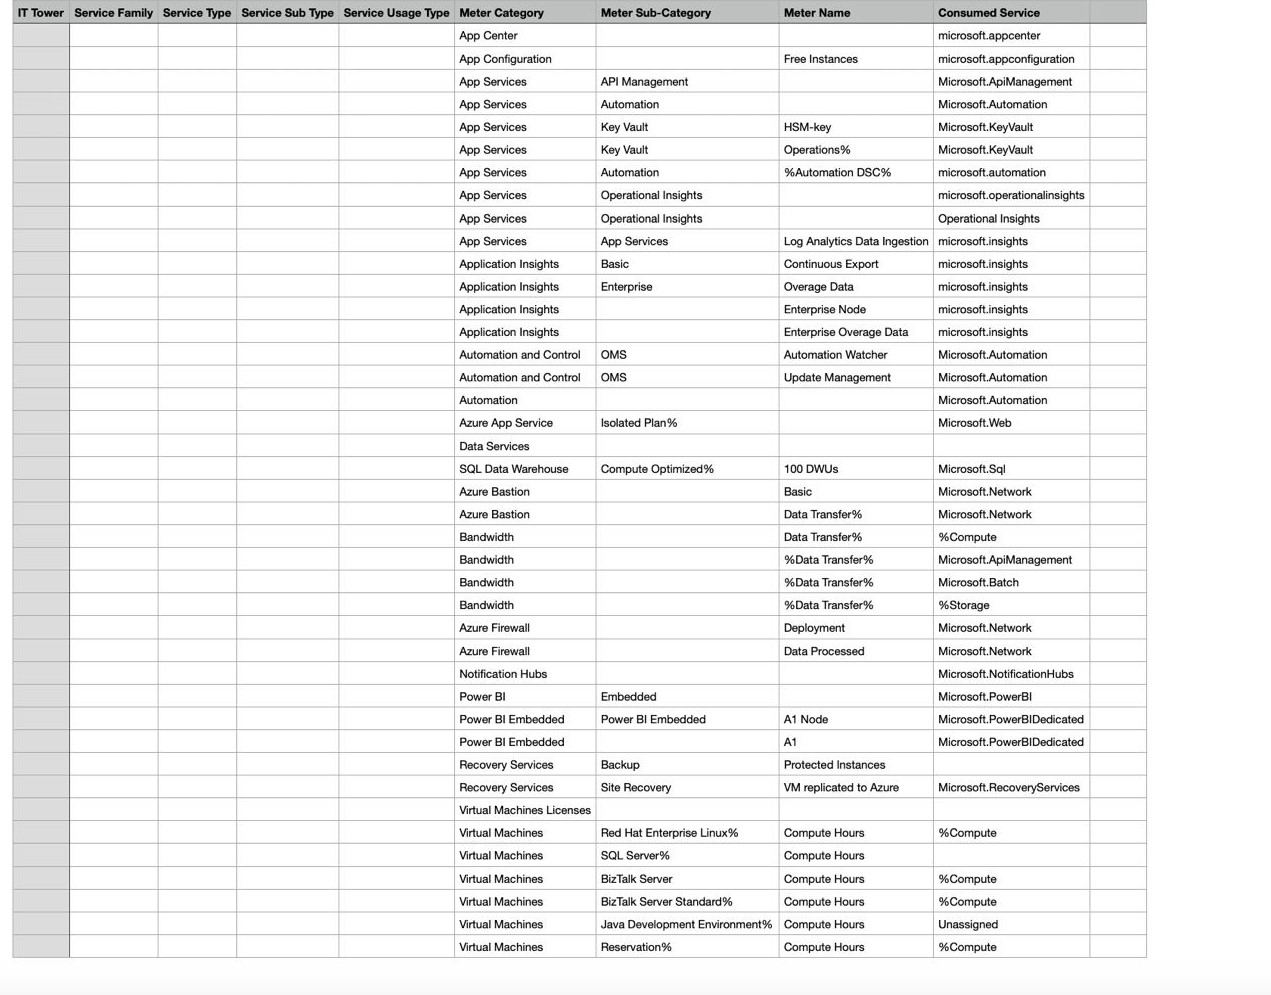 IT Tower Service Family Service Type Service Sub Type Service Usage Type Meter Category Meter Sub-Category Meter Name Consumed Service
App Center microsoft.appcenter
App Configuration Free Instances microsoft.appconfiguration
App Services API Management Microsoft.ApiManagement
App Services Automation Microsoft.Automation
App Services Key Vault HSM-key Microsoft.KeyVault
App Services Key Vault Operations% Microsoft.KeyVault
App Services Automation %Automation DSC% microsoft.automation
App Services Operational Insights microsoft.operationalinsights
App Services Operational Insights Operational Insights
App Services App Services Log Analytics Data Ingestion microsoft.insights
Application Insights Basic Continuous Export microsoft.insights
Application Insights Enterprise Overage Data microsoft.insights
Application Insights Enterprise Node microsoft.insights
Application Insights Enterprise Overage Data microsoft.insights
Automation and Control OMS Automation Watcher Microsoft.Automation
Automation and Control OMS Update Management Microsoft.Automation
Automation Microsoft.Automation
Azure App Service Isolated Plan% Microsoft.Web
Data Services
SQL Data Warehouse Compute Optimized% 100 DWUs Microsoft.Sql
Azure Bastion Basic Microsoft.Network
Azure Bastion Data Transfer% Microsoft.Network
Bandwidth Data Transfer% %Compute
Bandwidth %Data Transfer% Microsoft.ApiManagement
Bandwidth %Data Transfer% Microsoft.Batch
Bandwidth %Data Transfer% %Storage
Azure Firewall Deployment Microsoft.Network
Azure Firewall Data Processed Microsoft.Network
Notification Hubs Microsoft.NotificationHubs
Power BI Embedded Microsoft.PowerBI
Power BI Embedded Power BI Embedded A1 Node Microsoft.PowerBIDedicated
Power BI Embedded A1 Microsoft.PowerBIDedicated
Recovery Services Backup Protected Instances
Recovery Services Site Recovery VM replicated to Azure Microsoft.RecoveryServices
Virtual Machines Licenses
Virtual Machines Red Hat Enterprise Linux% Compute Hours %Compute
Virtual Machines SQL Server% Compute Hours
Virtual Machines BizTalk Server Compute Hours %Compute
Virtual Machines BizTalk Server Standard% Compute Hours %Compute
Virtual Machines Java Development Environment% Compute Hours Unassigned
Virtual Machines Reservation% Compute Hours %Compute